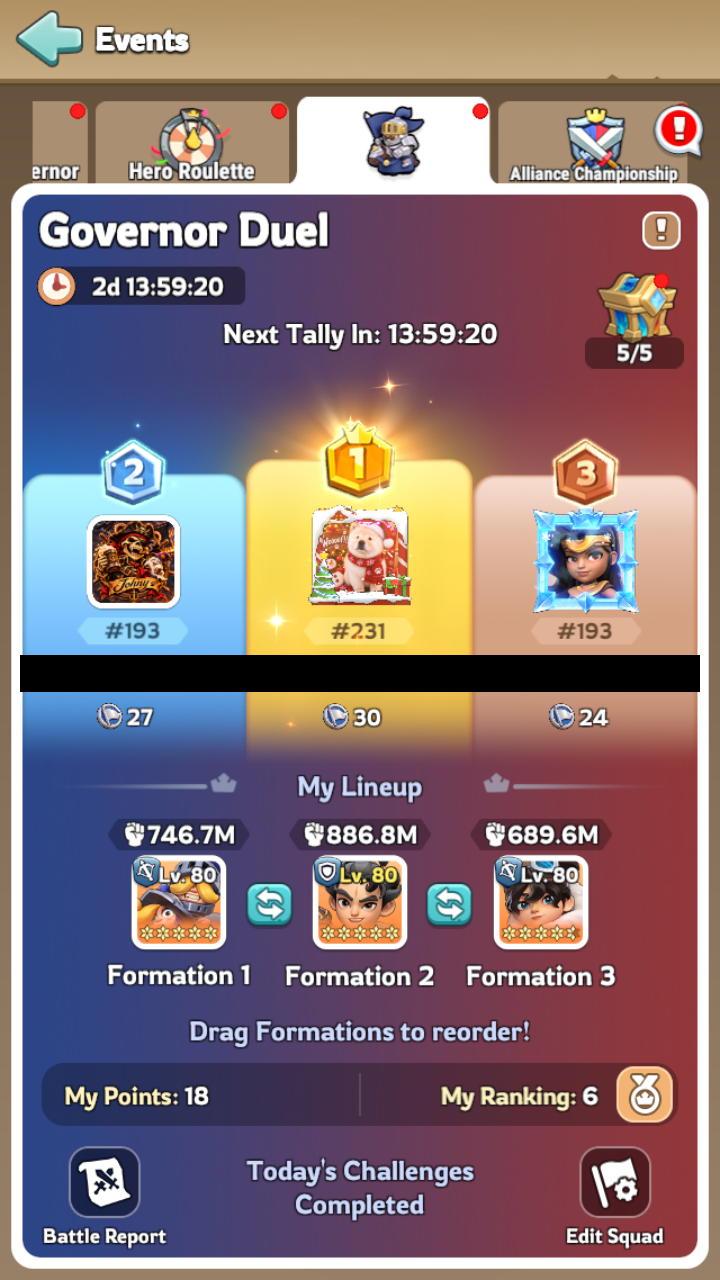 Events
ernor
Hero Roulette
Alliance Championship
Governor Duel
2d 13:59:20
Next Tally In: 13:59:20
5/5
2
1
3
Johny
#193
#231
#193
27
30
24
My Lineup
746.7M
886.8M
689.6M
Lv. 80
Lv. 80
Lv. 80
Formation 1
Formation 2
Formation 3
Drag Formations to reorder!
My Points: 18
My Ranking: 6
Today's Challenges
Completed
Battle Report
Edit Squad